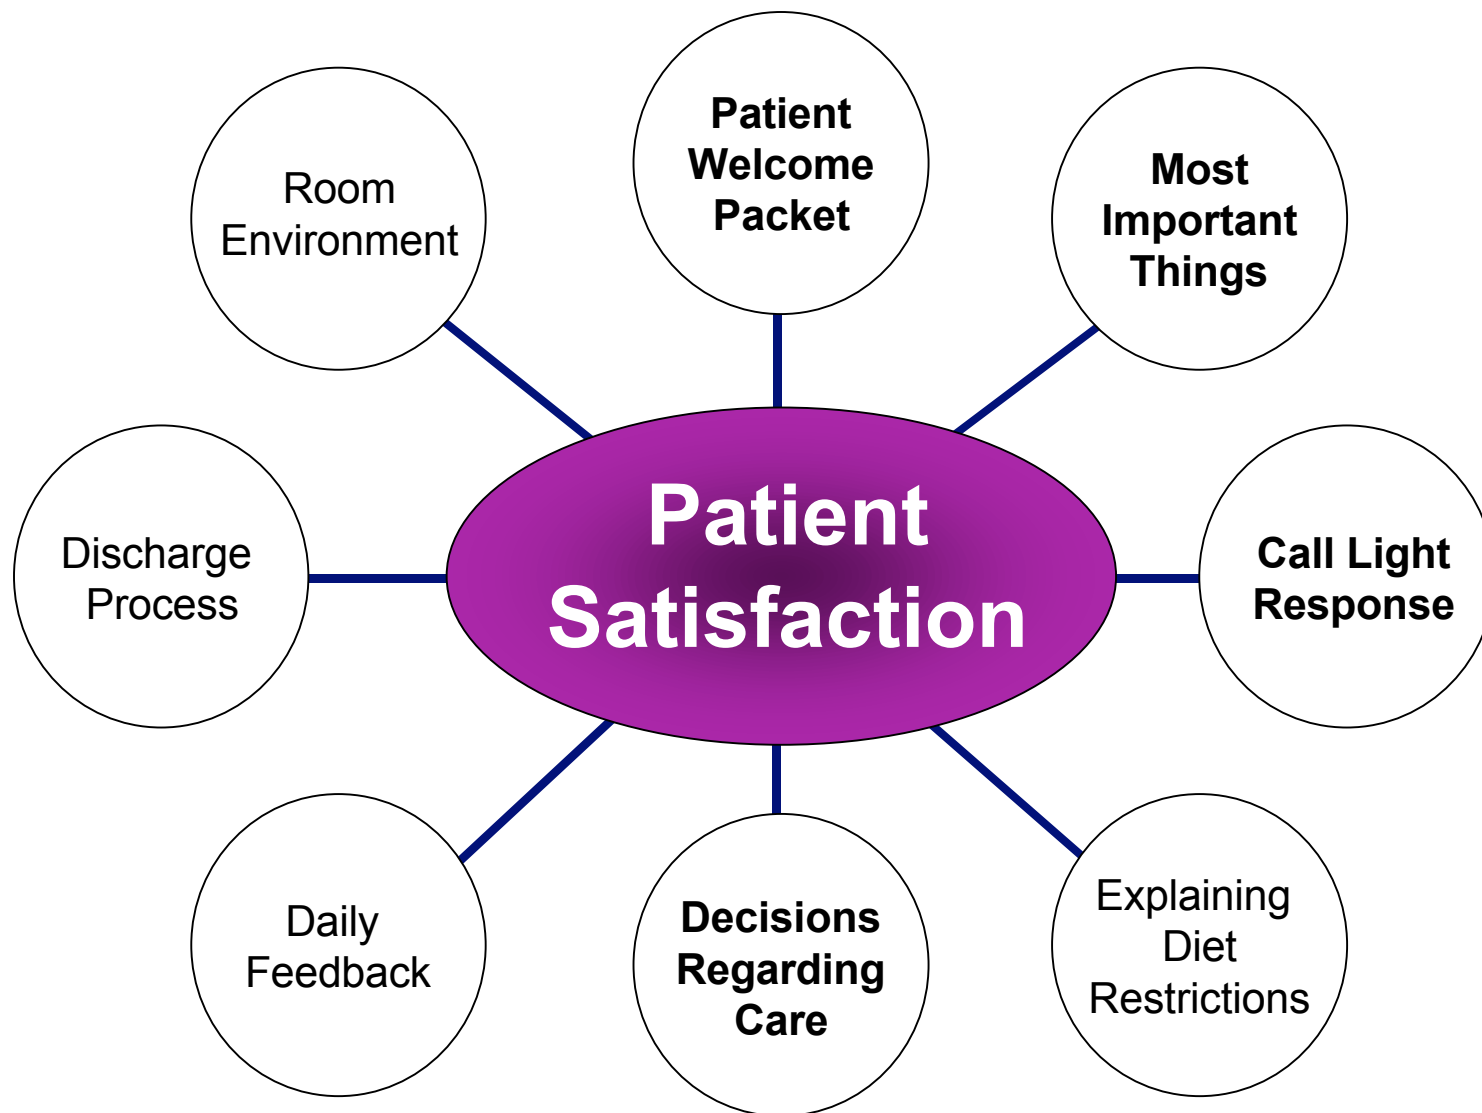 Patient
Welcome
Packet
Most
Important
Things
Call Light
Response
Explaining
Diet
Restrictions
Decisions
Regarding
Care
Daily
Feedback
Discharge
Process
Room
Environment
Patient
Satisfaction